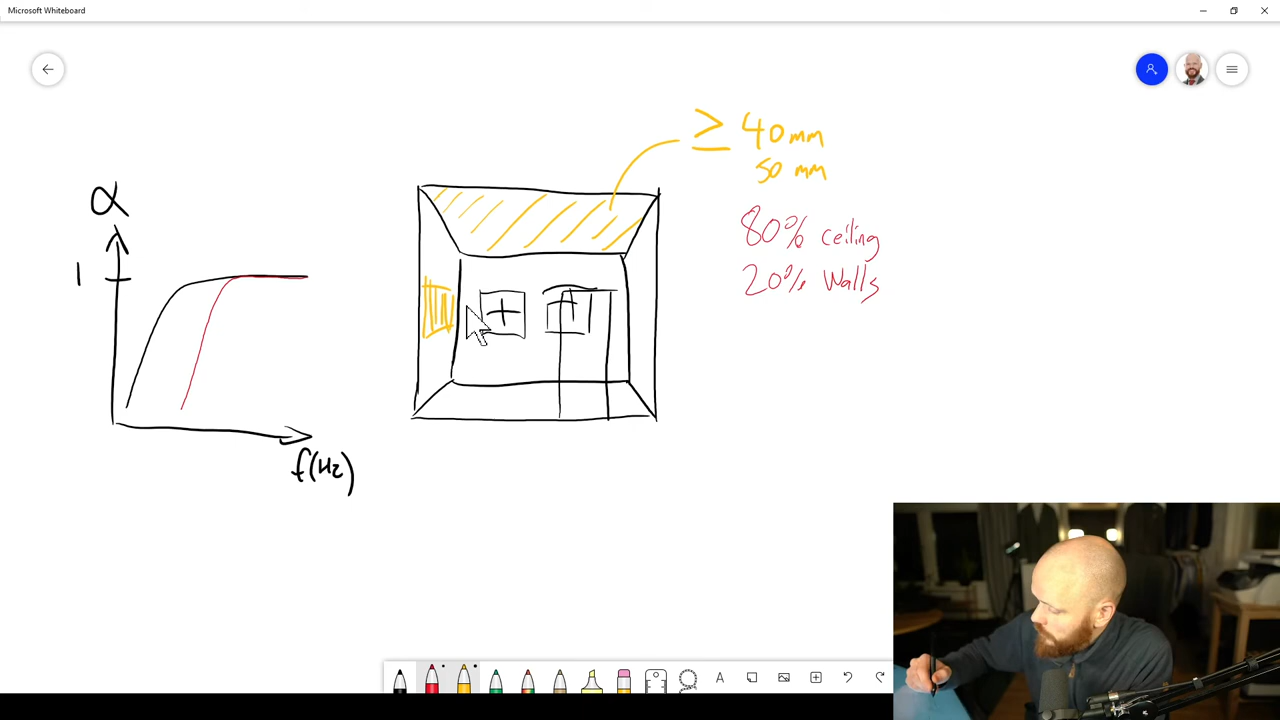 Microsoft Whiteboard
≥ 40 mm
50 mm
80% ceiling
20% Walls
α
1
f(Hz)
A